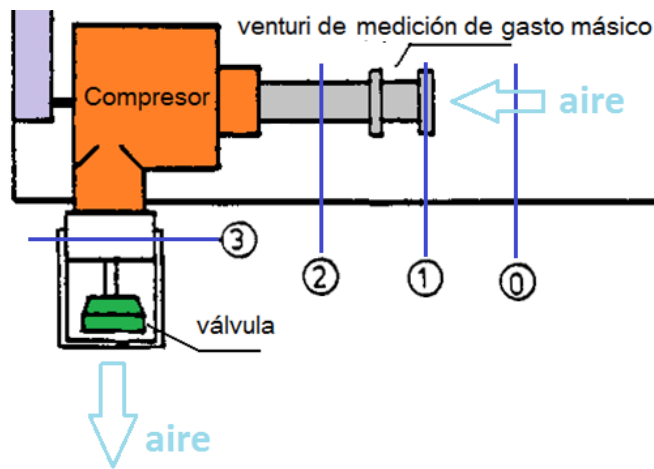 venturi de medición de gasto másico
Compresor
aire
3
2
1
0
válvula
aire